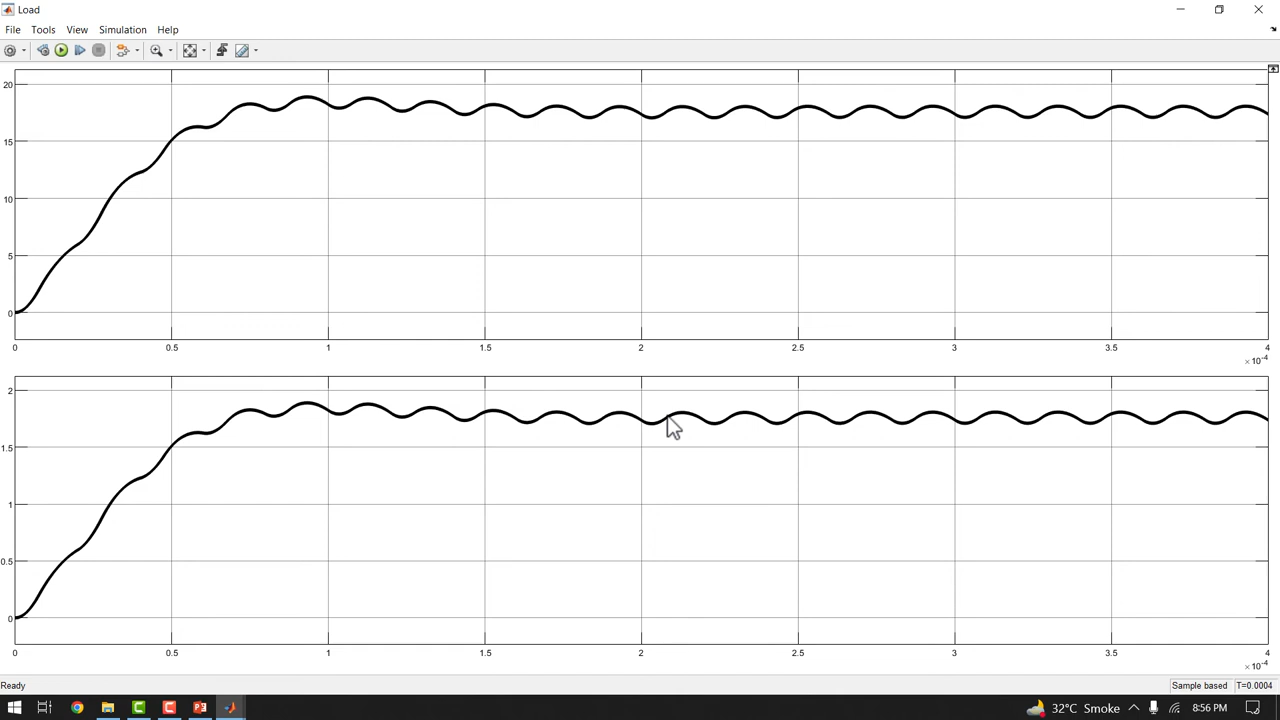 Load
File Tools View Simulation Help
20
15
10
5
0
0 0.5 1 1.5 2 2.5 3 3.5 4
×10-4
2
1.5
1
0.5
0
0 0.5 1 1.5 2 2.5 3 3.5 4
×10-4
Ready Sample based T=0.0004
32°C Smoke 8:56 PM